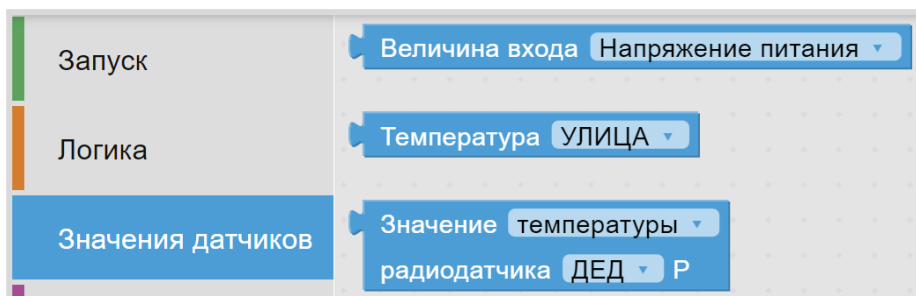 Запуск
Логика
Значения датчиков
Величина входа Напряжение питания
Температура УЛИЦА
Значение температуры
радиодатчика ДЕД Р